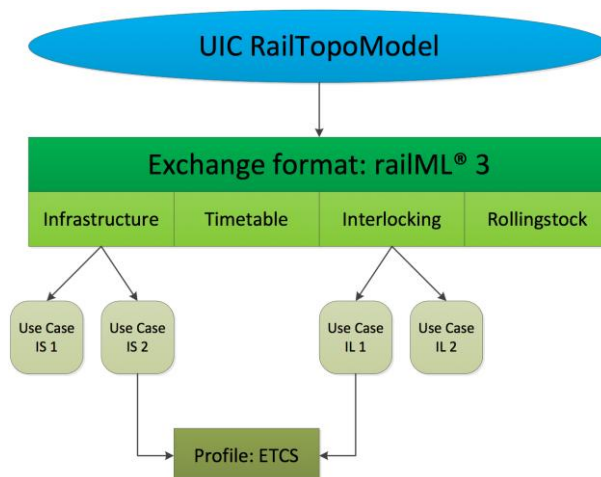 UIC RailTopoModel
Exchange format: railML® 3
Infrastructure
Timetable
Interlocking
Rollingstock
Use Case
IS 1
Use Case
IS 2
Use Case
IL 1
Use Case
IL 2
Profile: ETCS